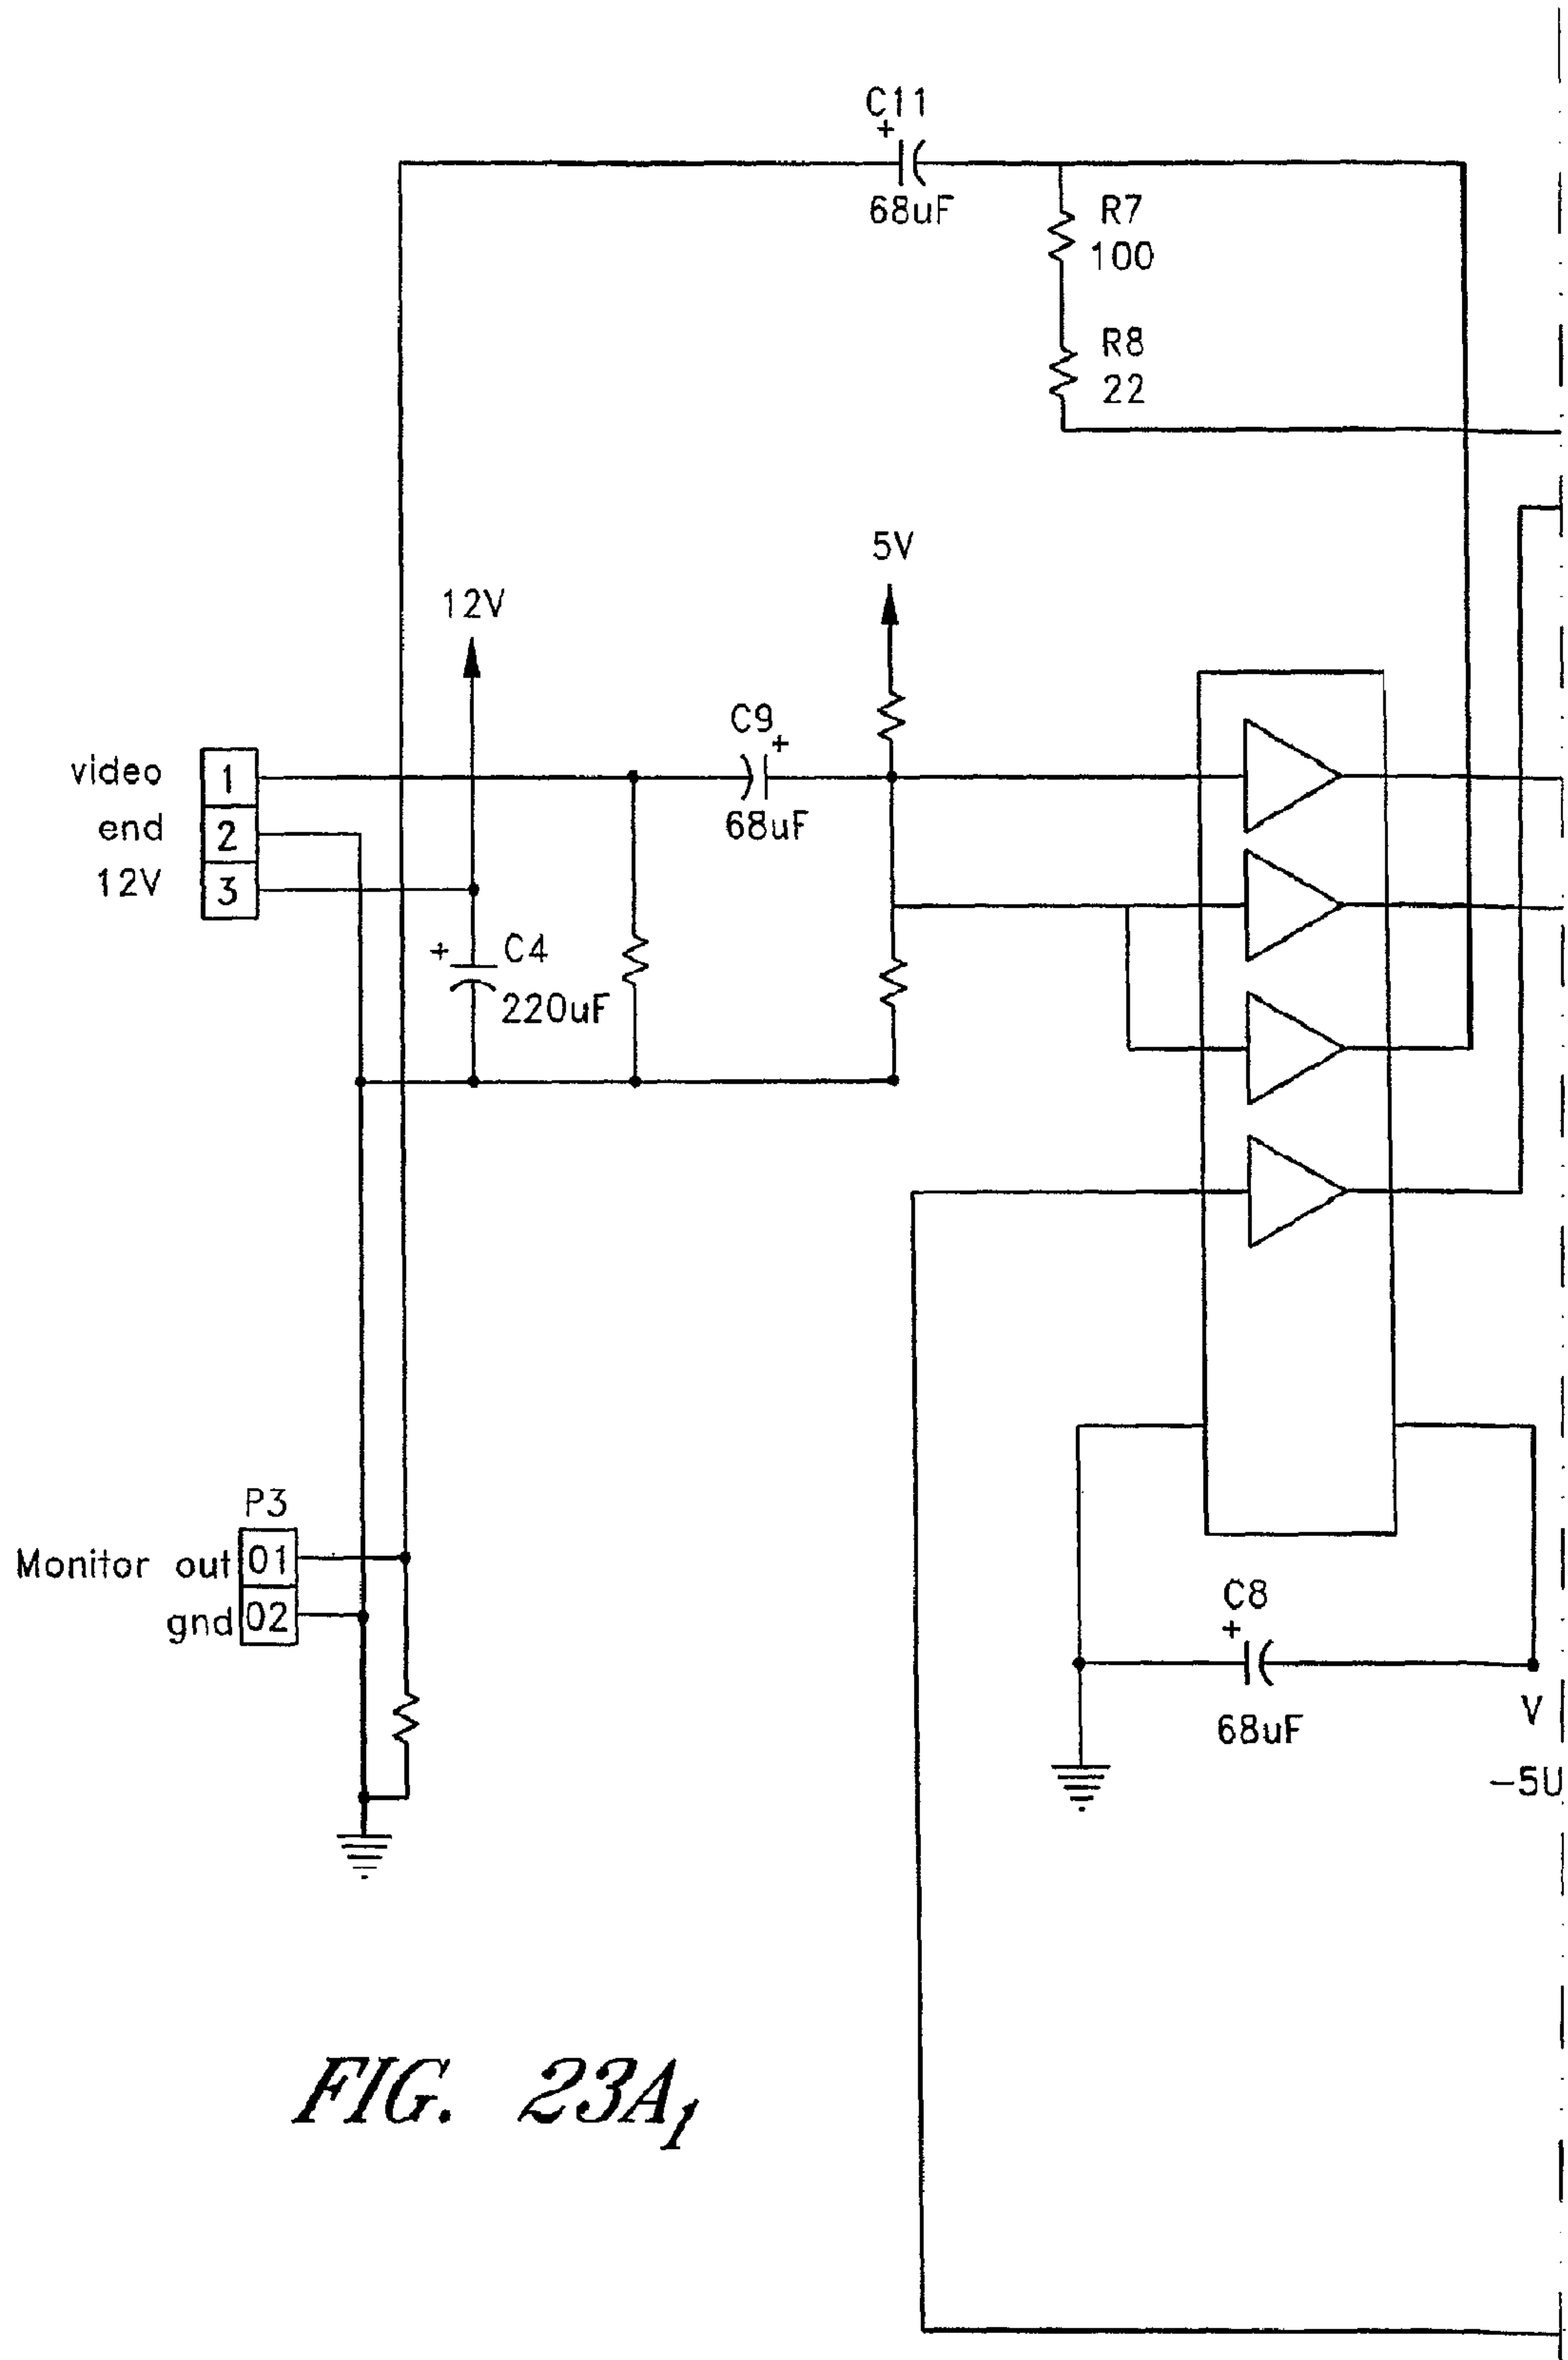 C11
+
68uF
R7
100
R8
22
5V
12V
C9
+
68uF
video 1
end 2
12V 3
+ C4
220uF
P3
Monitor out 01
gnd 02
C8
+
68uF
V
-5U
FIG. 23A1